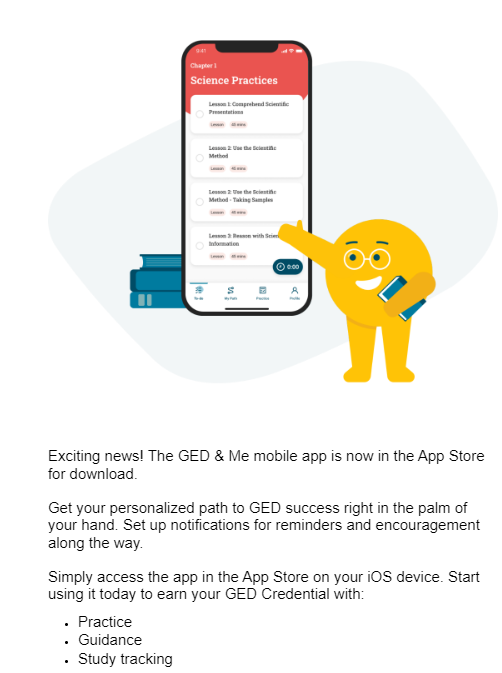 9:41
Chapter 1
Science Practices
Lesson 1: Comprehend Scientific
Presentations
Lesson 45 mins
Lesson 2: Use the Scientific
Method
Lesson 45 mins
Lesson 2: Use the Scientific
Method - Taking Samples
Lesson 45 mins
Lesson 3: Reason with Scien
Information
Lesson 45 mins
0:00
To-do My Path Practice Profile
Exciting news! The GED & Me mobile app is now in the App Store
for download.
Get your personalized path to GED success right in the palm of
your hand. Set up notifications for reminders and encouragement
along the way.
Simply access the app in the App Store on your iOS device. Start
using it today to earn your GED Credential with:
• Practice
• Guidance
• Study tracking